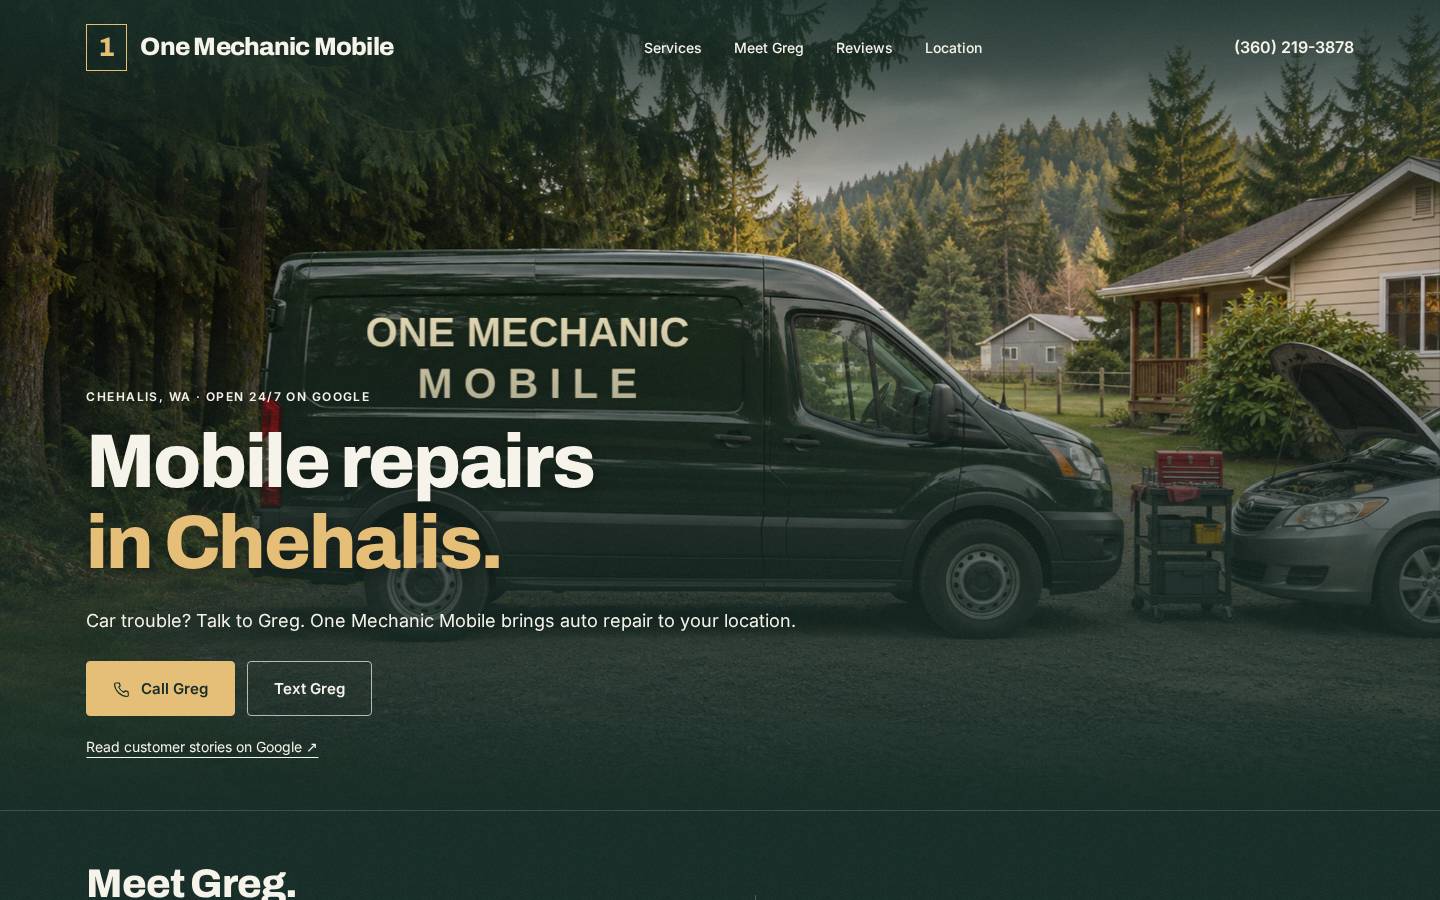 1 One Mechanic Mobile
Services Meet Greg Reviews Location
(360) 219-3878
ONE MECHANIC
MOBILE
CHEHALIS, WA · OPEN 24/7 ON GOOGLE
Mobile repairs
in Chehalis.
Car trouble? Talk to Greg. One Mechanic Mobile brings auto repair to your location.
Call Greg
Text Greg
Read customer stories on Google ↗
Meet Greg.